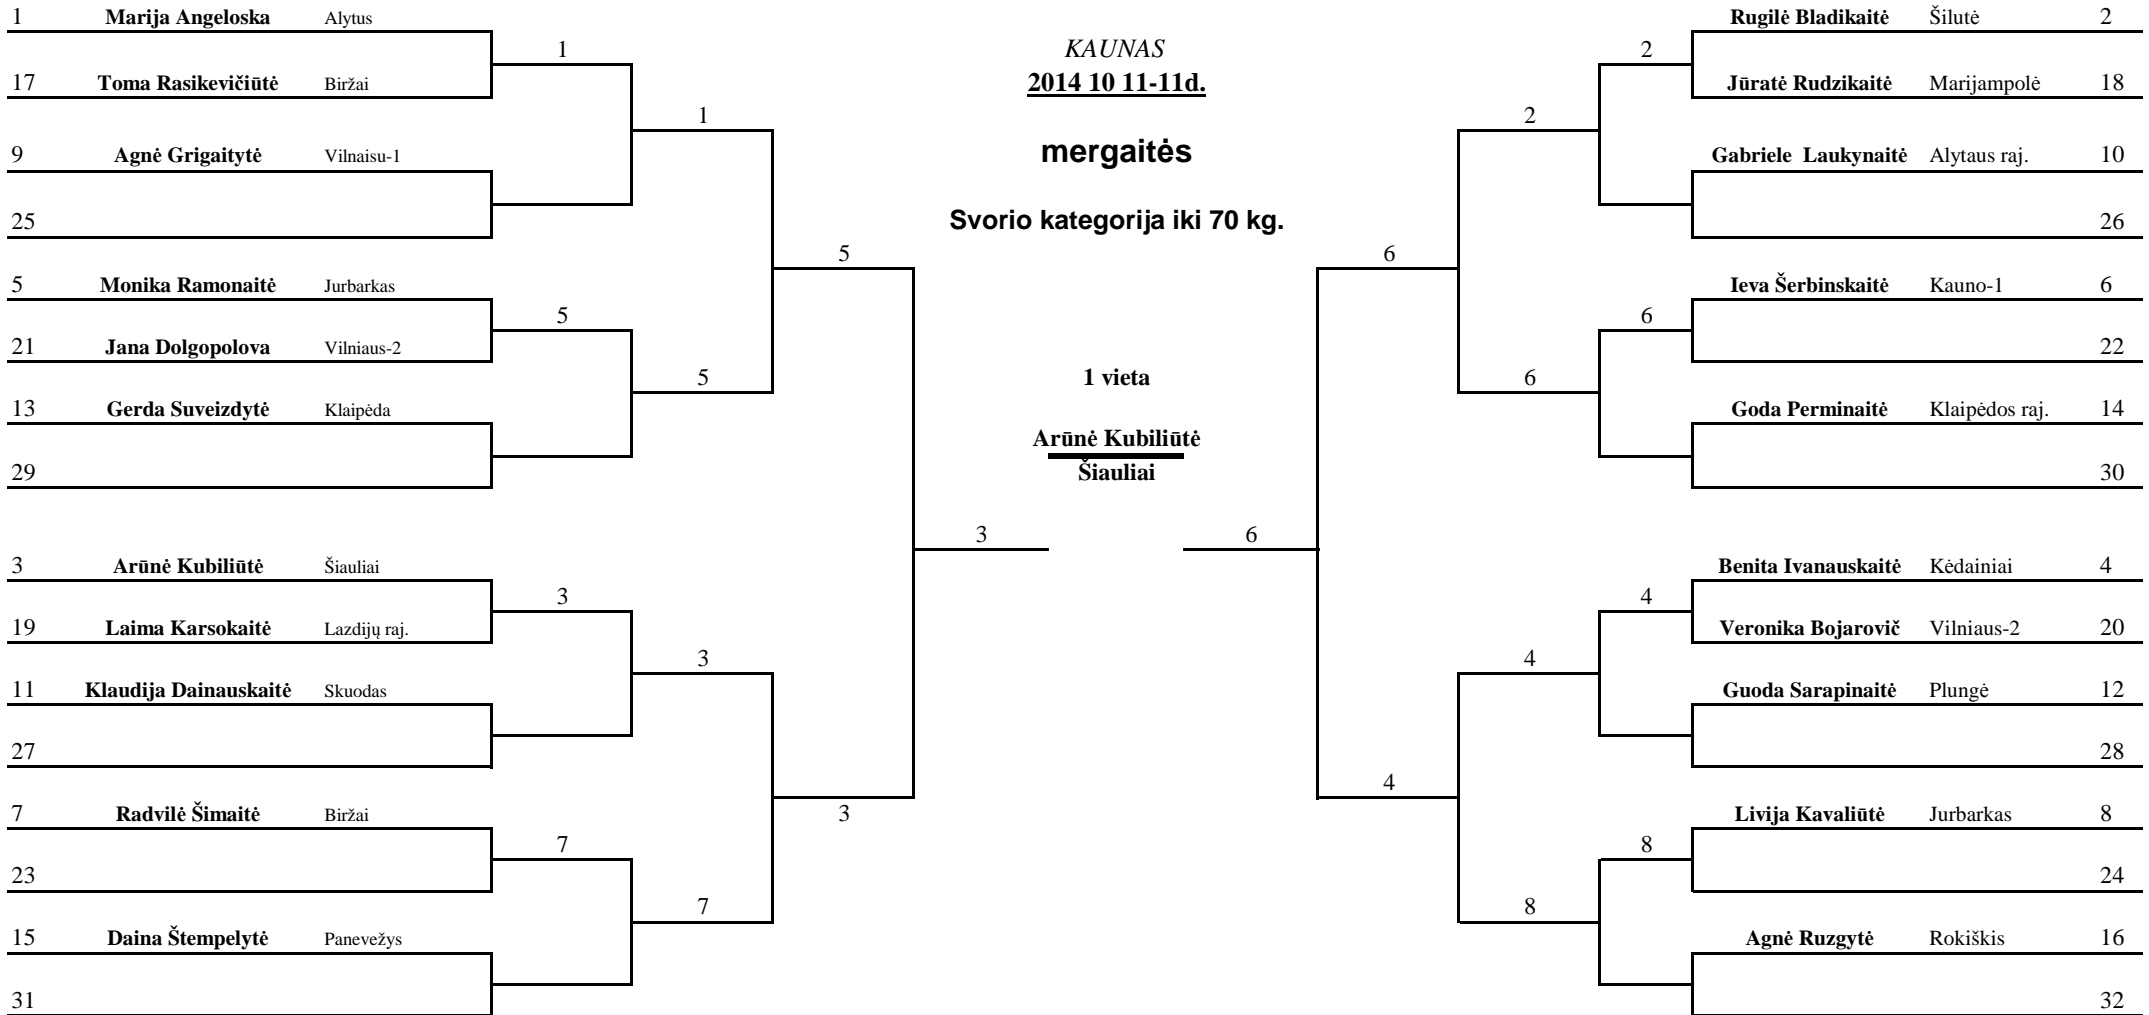 1 Marija Angeloska Alytus
1
17 Toma Rasikevičiūtė Biržai
1
9 Agnė Grigaitytė Vilnaisu-1
25
5
5 Monika Ramonaitė Jurbarkas
5
21 Jana Dolgopolova Vilniaus-2
5
13 Gerda Suveizdytė Klaipėda
29
3
3 Arūnė Kubiliūtė Šiauliai
3
19 Laima Karsokaitė Lazdijų raj.
3
11 Klaudija Dainauskaitė Skuodas
27
3
7 Radvilė Šimaitė Biržai
7
23
7
15 Daina Štempelytė Panevežys
31
KAUNAS
2014 10 11-11d.
mergaitės
Svorio kategorija iki 70 kg.
1 vieta
Arūnė Kubiliūtė
Šiauliai
Rugilė Bladikaitė Šilutė 2
2
Jūratė Rudzikaitė Marijampolė 18
2
Gabriele Laukynaitė Alytaus raj. 10
26
6
Ieva Šerbinskaitė Kauno-1 6
6
22
6
Goda Perminaitė Klaipėdos raj. 14
30
6
Benita Ivanauskaitė Kėdainiai 4
4
Veronika Bojarovič Vilniaus-2 20
4
Guoda Sarapinaitė Plungė 12
28
4
Livija Kavaliūtė Jurbarkas 8
8
24
8
Agnė Ruzgytė Rokiškis 16
32